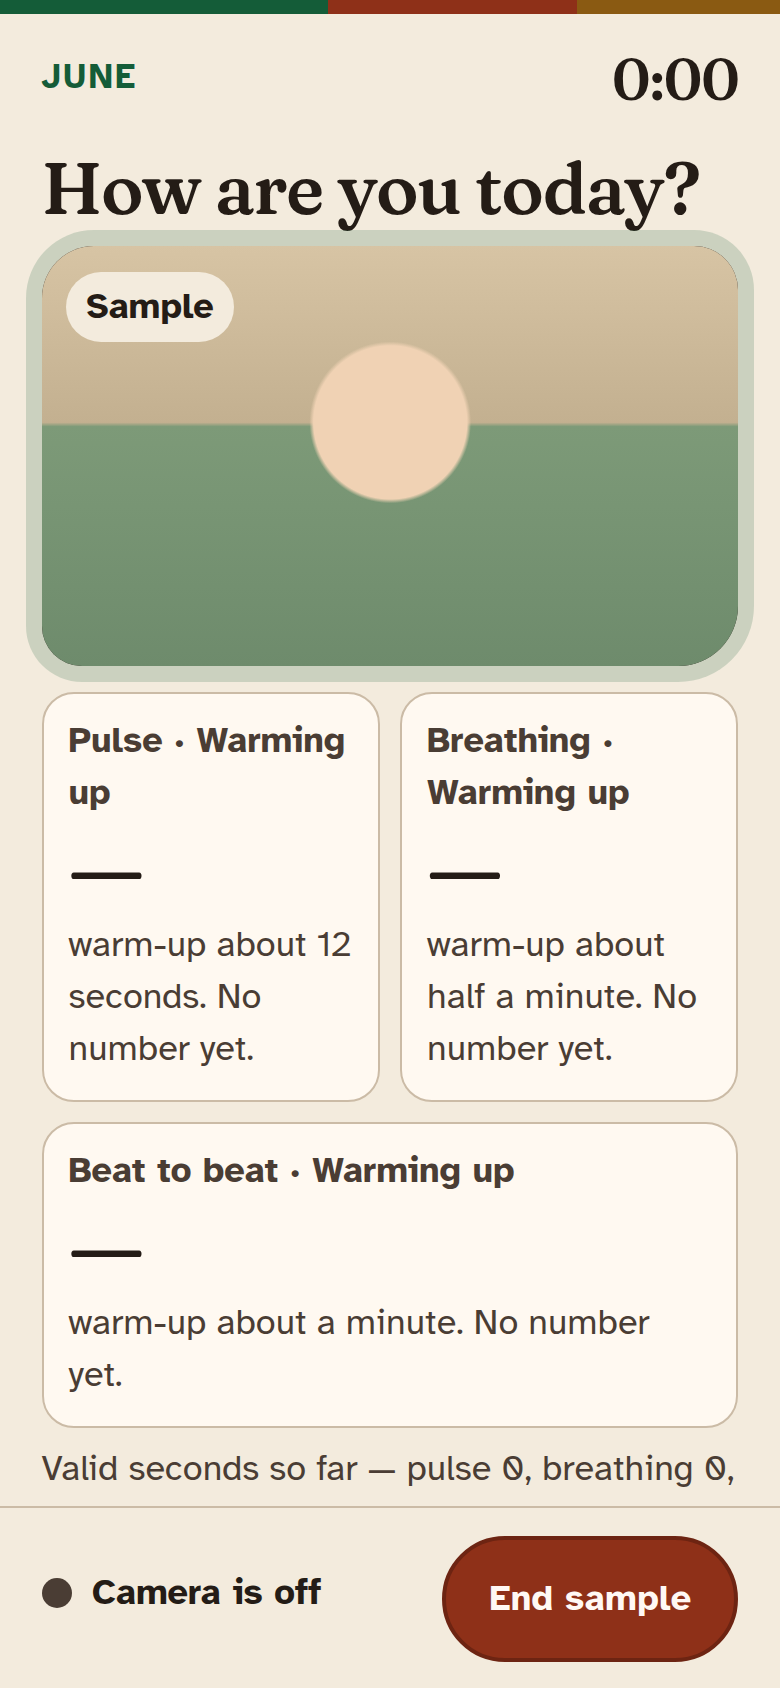 JUNE
0:00
How are you today?
Sample
Pulse · Warming
up
—
warm-up about 12
seconds. No
number yet.
Breathing ·
Warming up
—
warm-up about
half a minute. No
number yet.
Beat to beat · Warming up
—
warm-up about a minute. No number
yet.
Valid seconds so far — pulse 0, breathing 0,
Camera is off
End sample